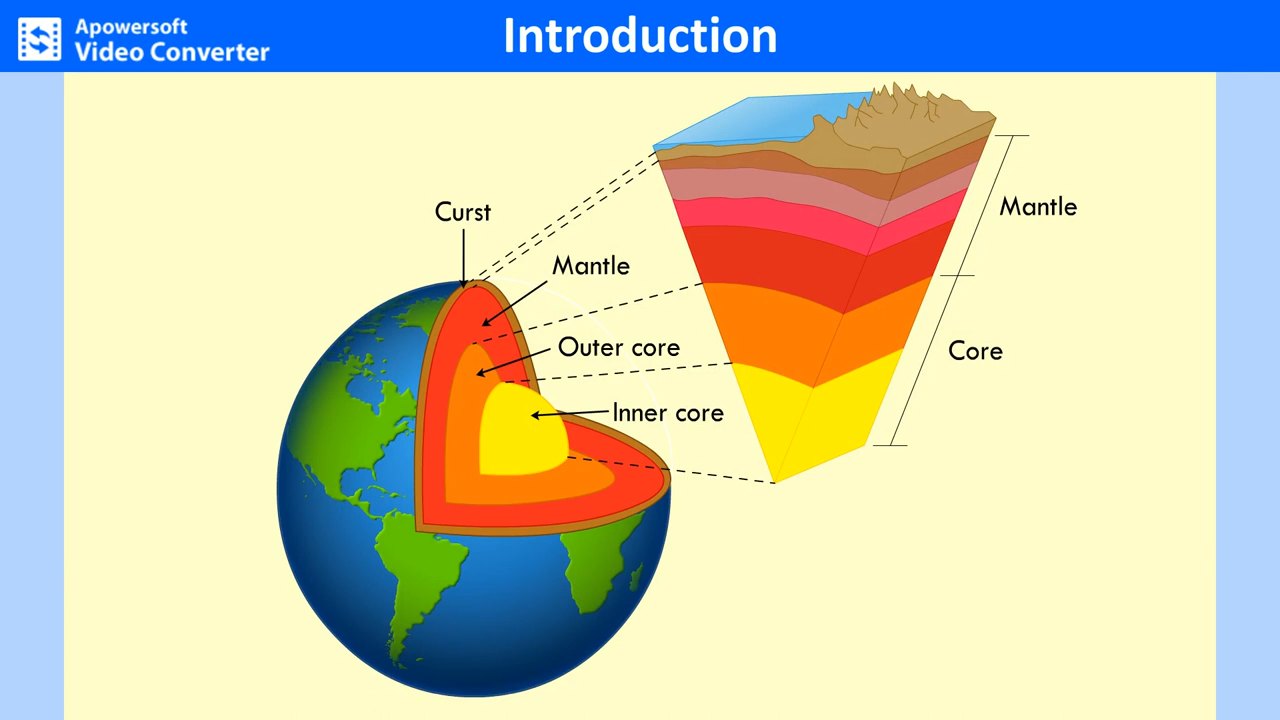 Apowersoft
Video Converter
Introduction
Curst
Mantle
Outer core
Inner core
Mantle
Core